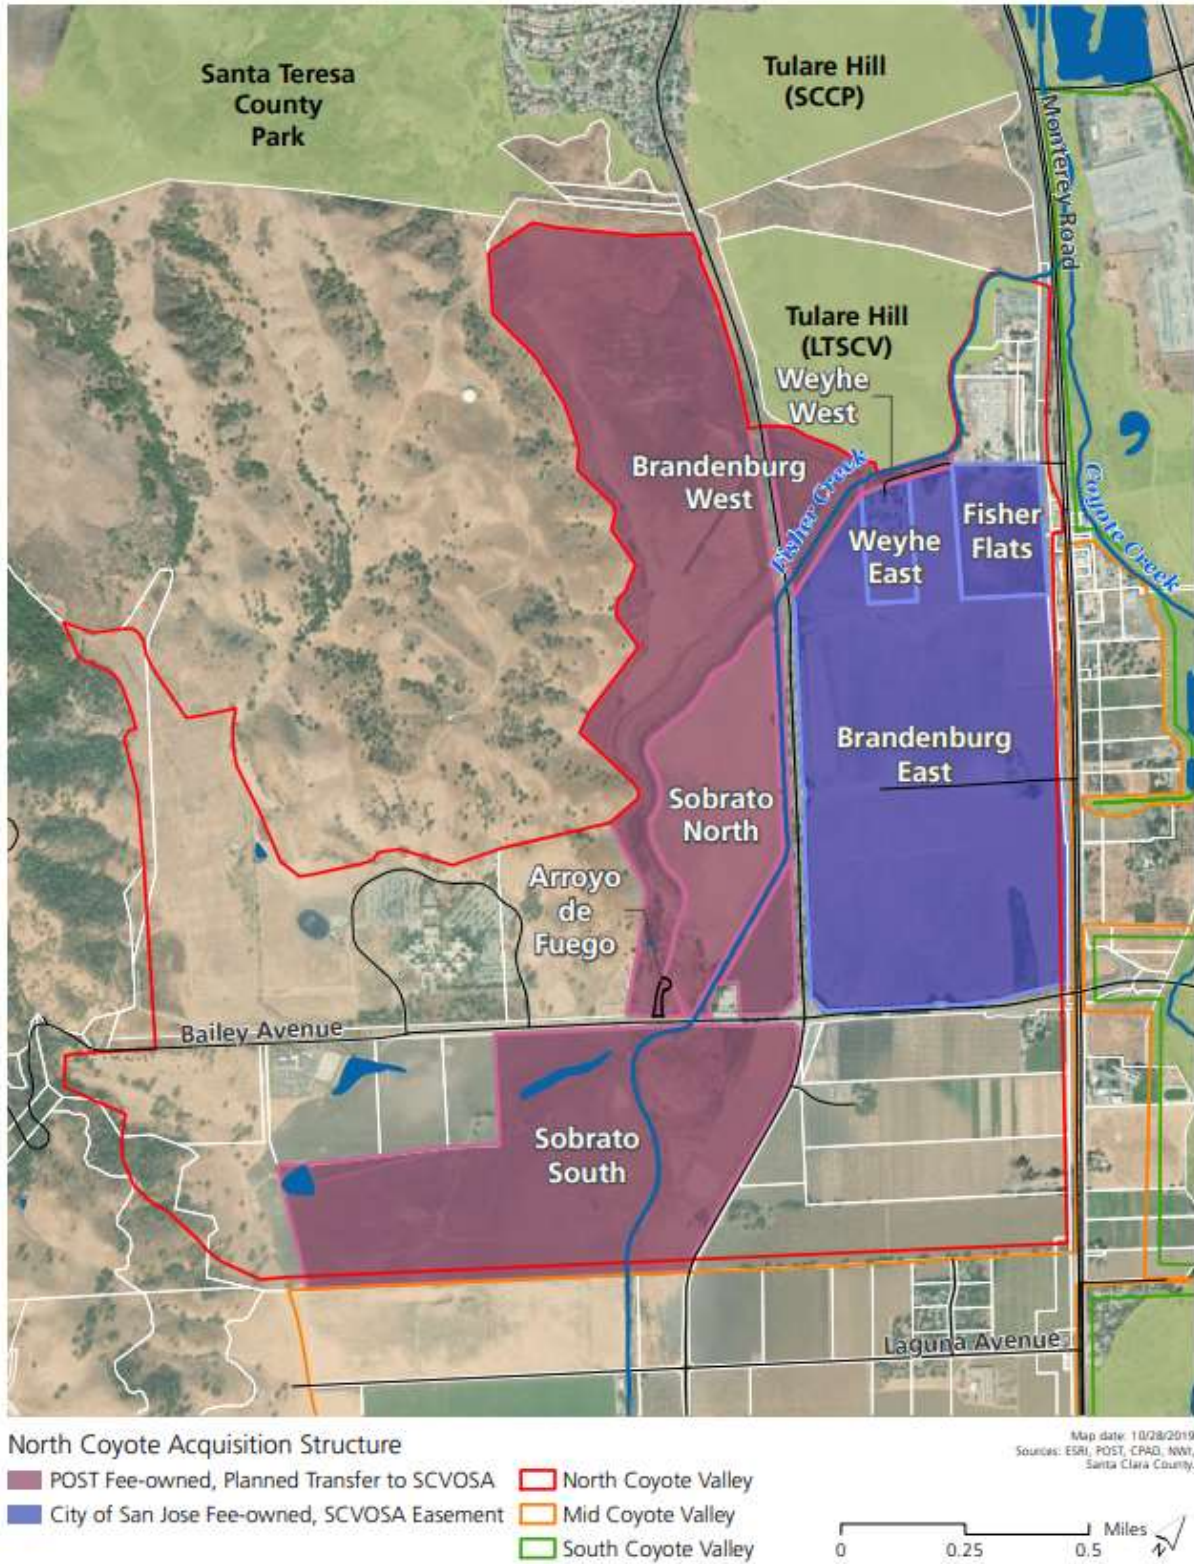 Santa Teresa
County
Park
Tulare Hill
(SCCP)
Monterey Road
Tulare Hill
(LTSCV)
Weyhe
West
Brandenburg
West
Fisher Creek
Weyhe
East
Fisher
Flats
Coyote Creek
Brandenburg
East
Sobrato
North
Arroyo
de
Fuego
Bailey Avenue
Sobrato
South
Laguna Avenue
North Coyote Acquisition Structure
POST Fee-owned, Planned Transfer to SCVOSA
City of San Jose Fee-owned, SCVOSA Easement
North Coyote Valley
Mid Coyote Valley
South Coyote Valley
Map date: 10/28/2019
Sources: ESRI, POST, CPAD, NWI,
Santa Clara County.
Miles
0 0.25 0.5
N